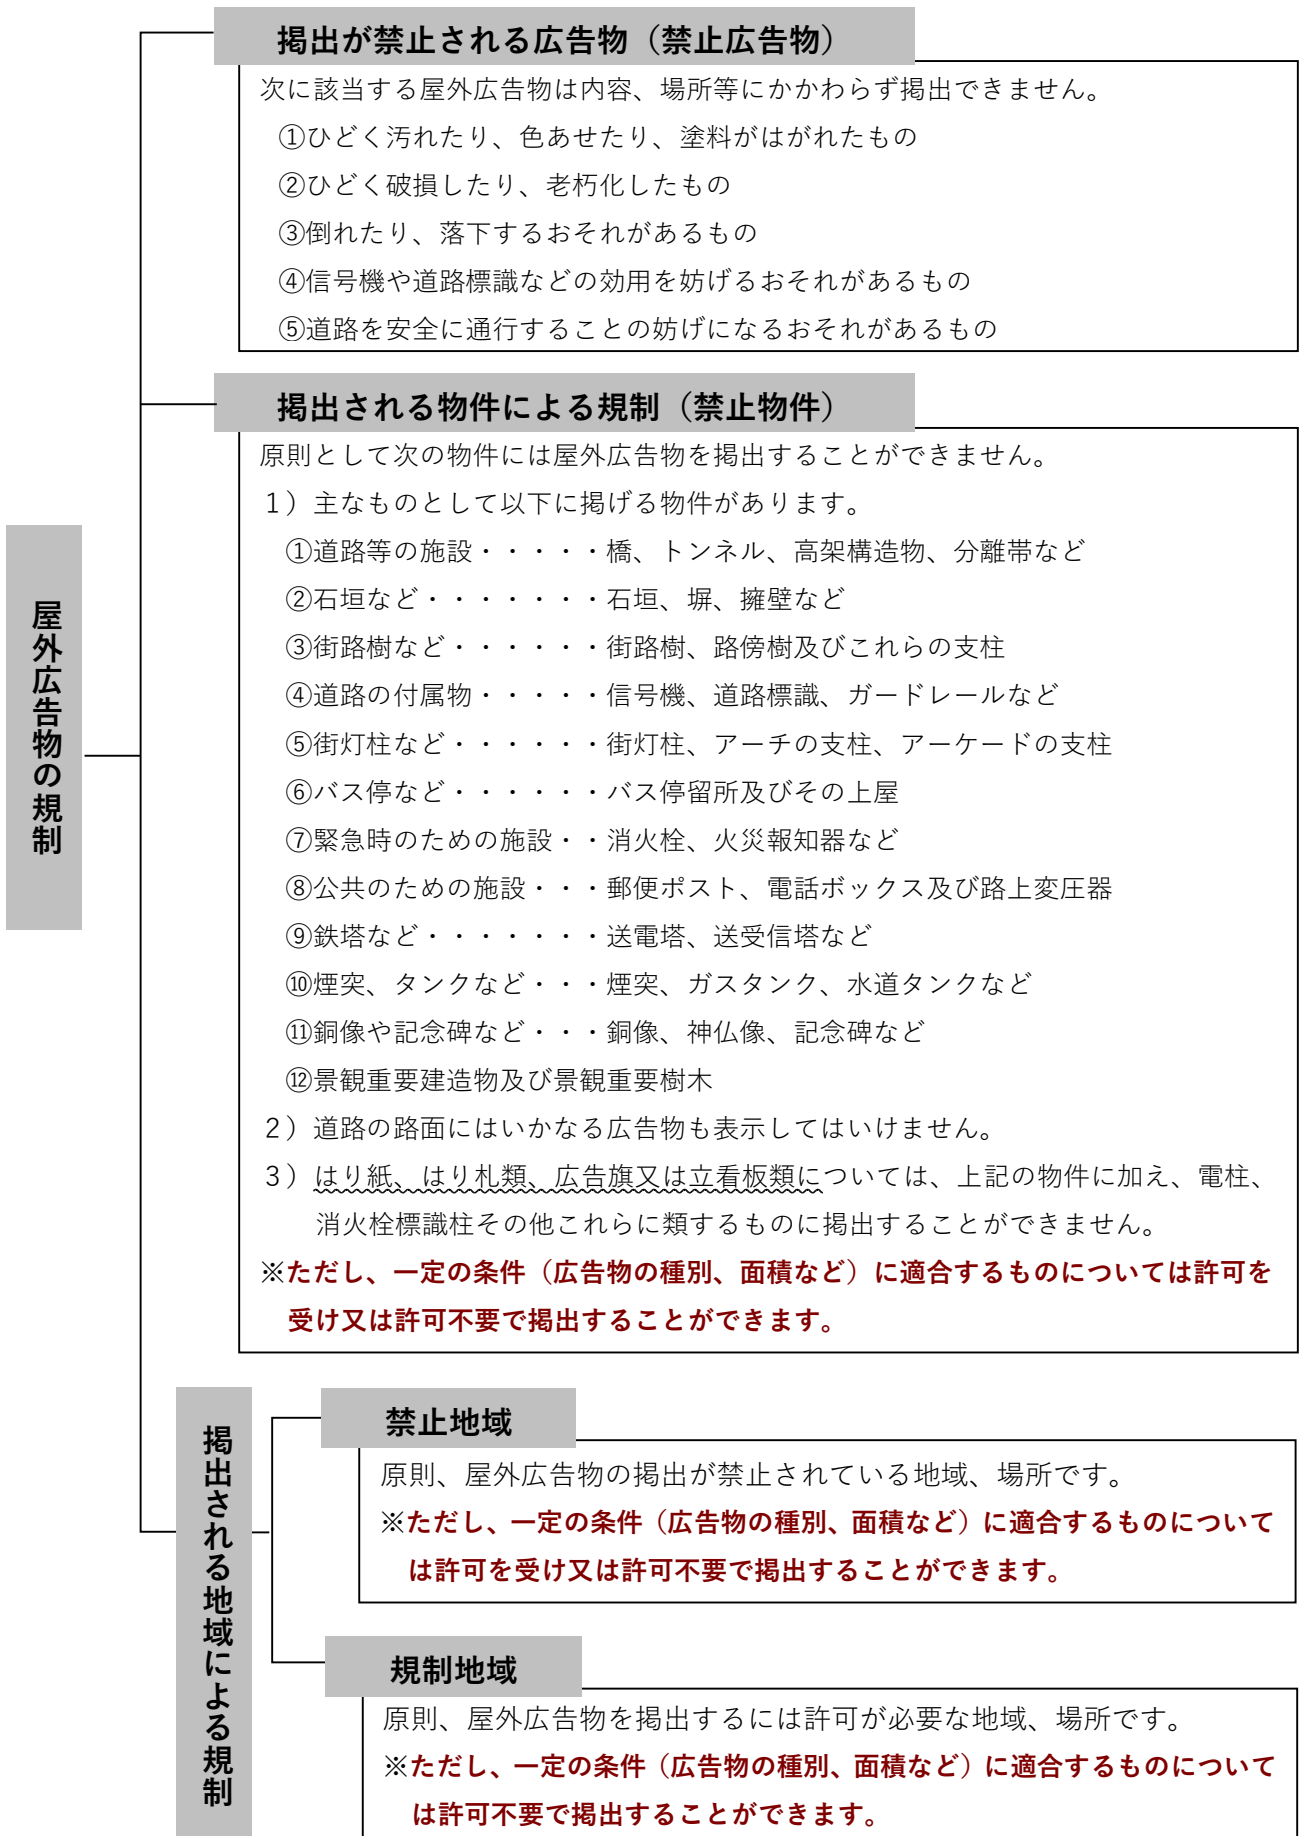 屋外広告物の規制
掲出が禁止される広告物（禁止広告物）
次に該当する屋外広告物は内容、場所等にかかわらず掲出できません。
①ひどく汚れたり、色あせたり、塗料がはがれたもの
②ひどく破損したり、老朽化したもの
③倒れたり、落下するおそれがあるもの
④信号機や道路標識などの効用を妨げるおそれがあるもの
⑤道路を安全に通行することの妨げになるおそれがあるもの
掲出される物件による規制（禁止物件）
原則として次の物件には屋外広告物を掲出することができません。
１）主なものとして以下に掲げる物件があります。
①道路等の施設・・・・・橋、トンネル、高架構造物、分離帯など
②石垣など・・・・・・・石垣、塀、擁壁など
③街路樹など・・・・・・街路樹、路傍樹及びこれらの支柱
④道路の付属物・・・・・信号機、道路標識、ガードレールなど
⑤街灯柱など・・・・・・街灯柱、アーチの支柱、アーケードの支柱
⑥バス停など・・・・・・バス停留所及びその上屋
⑦緊急時のための施設・・消火栓、火災報知器など
⑧公共のための施設・・・郵便ポスト、電話ボックス及び路上変圧器
⑨鉄塔など・・・・・・・送電塔、送受信塔など
⑩煙突、タンクなど・・・煙突、ガスタンク、水道タンクなど
⑪銅像や記念碑など・・・銅像、神仏像、記念碑など
⑫景観重要建造物及び景観重要樹木
２）道路の路面にはいかなる広告物も表示してはいけません。
３）はり紙、はり札類、広告旗又は立看板類については、上記の物件に加え、電柱、
消火栓標識柱その他これらに類するものに掲出することができません。
※ただし、一定の条件（広告物の種別、面積など）に適合するものについては許可を
受け又は許可不要で掲出することができます。
掲出される地域による規制
禁止地域
原則、屋外広告物の掲出が禁止されている地域、場所です。
※ただし、一定の条件（広告物の種別、面積など）に適合するものについて
は許可を受け又は許可不要で掲出することができます。
規制地域
原則、屋外広告物を掲出するには許可が必要な地域、場所です。
※ただし、一定の条件（広告物の種別、面積など）に適合するものについて
は許可不要で掲出することができます。